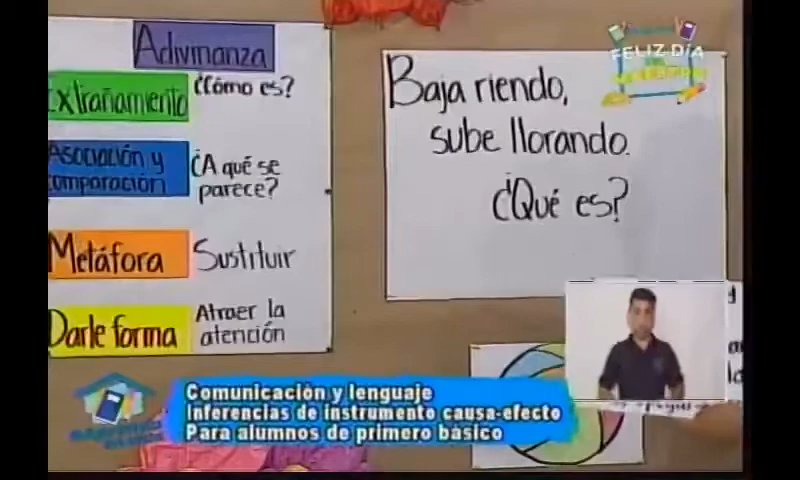 Adivinanza
Extrañamiento
¿Cómo es?
Asociación y
comparación
¿A qué se
parece?
Metáfora
Sustituir
Darle forma
Atraer la
atención
Baja riendo,
sube llorando.
¿Qué es?
FELIZ DÍA
Comunicación y lenguaje
Inferencias de instrumento causa-efecto
Para alumnos de primero básico